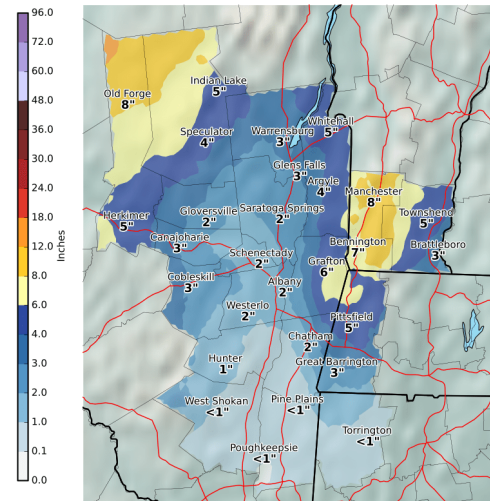 96.0
72.0
60.0
48.0
36.0
30.0
24.0
18.0
12.0
8.0
6.0
4.0
3.0
2.0
1.0
0.1
0.0
Inches
Old Forge
8"
Indian Lake
5"
Speculator
4"
Warrensburg
3"
Whitehall
5"
Glens Falls
3"
Argyle
4"
Manchester
8"
Herkimer
5"
Gloversville
2"
Saratoga Springs
2"
Townshend
5"
Canajoharie
3"
Bennington
7"
Brattleboro
3"
Schenectady
2"
Grafton
6"
Cobleskill
3"
Albany
2"
Westerlo
2"
Pittsfield
5"
Chatham
2"
Hunter
1"
Great Barrington
3"
West Shokan
<1"
Pine Plains
<1"
Torrington
<1"
Poughkeepsie
<1"